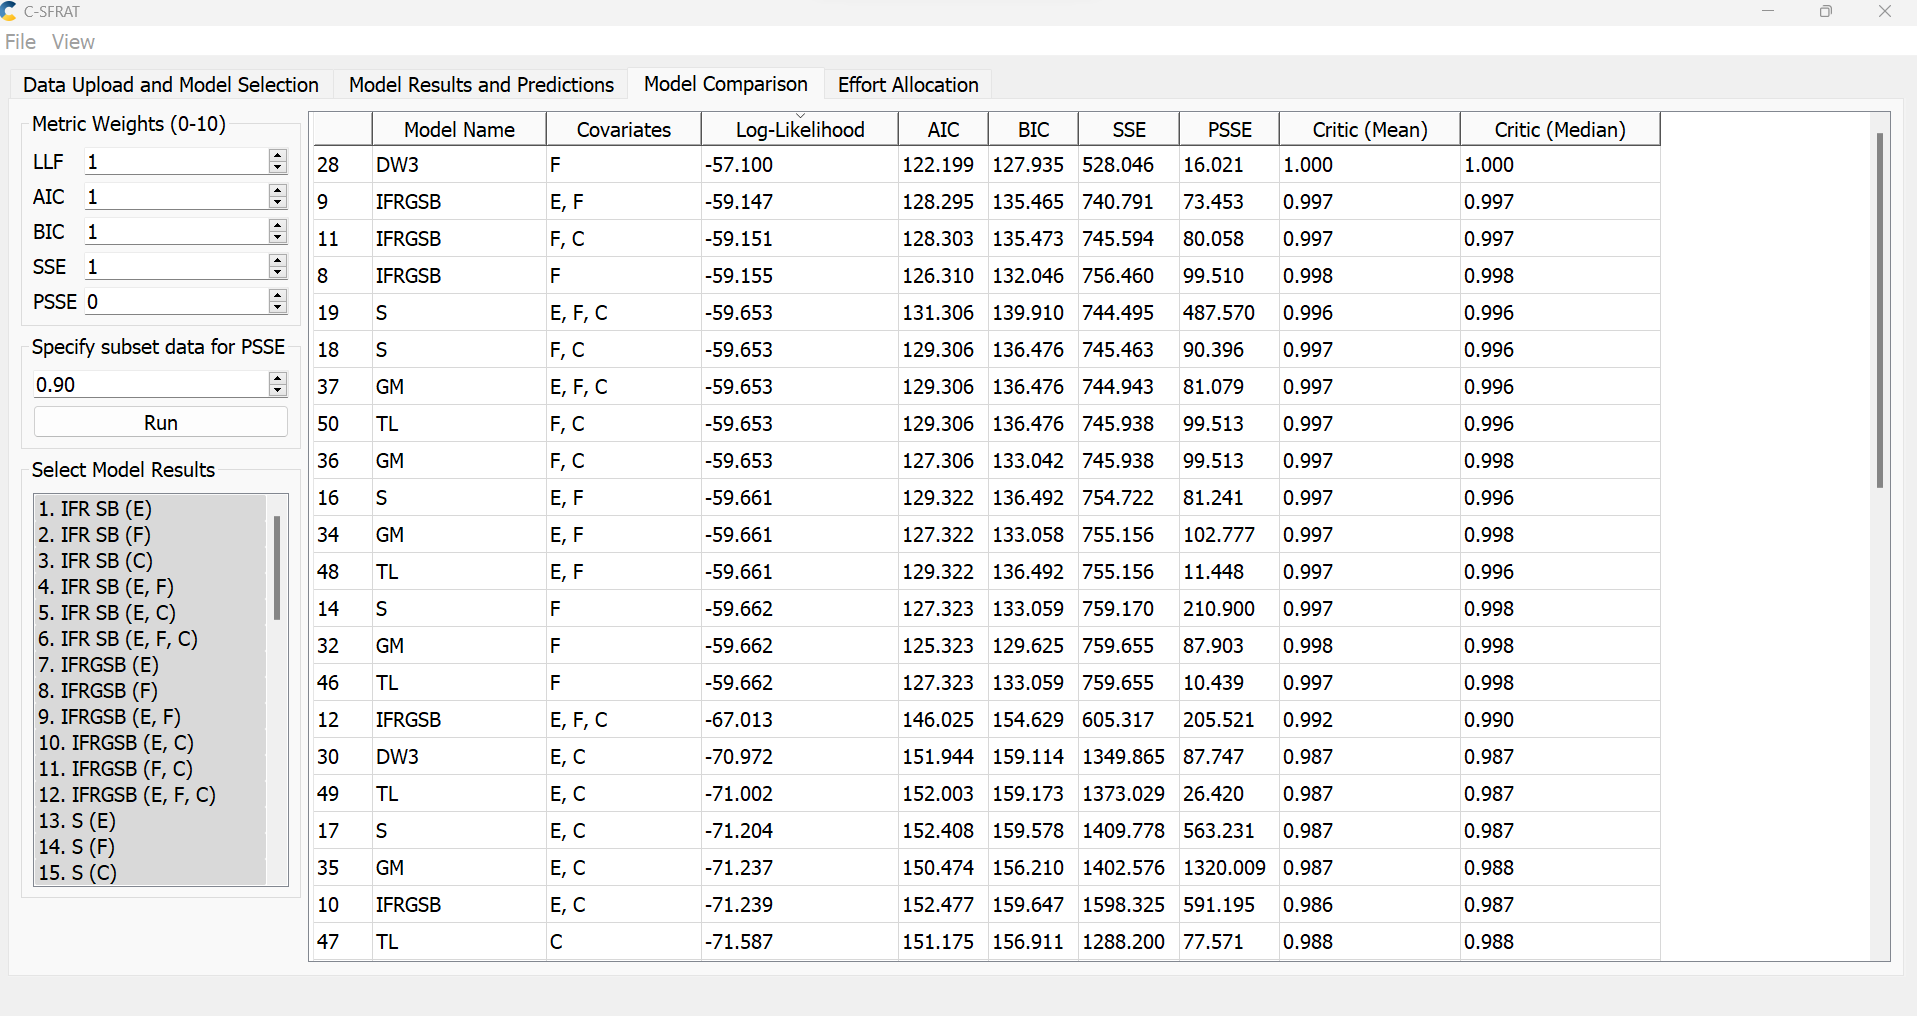 C-SFRAT
File View
Data Upload and Model Selection Model Results and Predictions Model Comparison Effort Allocation
Metric Weights (0-10)
LLF 1
AIC 1
BIC 1
SSE 1
PSSE 0
Specify subset data for PSSE
0.90
Run
Select Model Results
1. IFR SB (E)
2. IFR SB (F)
3. IFR SB (C)
4. IFR SB (E, F)
5. IFR SB (E, C)
6. IFR SB (E, F, C)
7. IFRGSB (E)
8. IFRGSB (F)
9. IFRGSB (E, F)
10. IFRGSB (E, C)
11. IFRGSB (F, C)
12. IFRGSB (E, F, C)
13. S (E)
14. S (F)
15. S (C)
Model Name Covariates Log-Likelihood AIC BIC SSE PSSE Critic (Mean) Critic (Median)
28 DW3 F -57.100 122.199 127.935 528.046 16.021 1.000 1.000
9 IFRGSB E, F -59.147 128.295 135.465 740.791 73.453 0.997 0.997
11 IFRGSB F, C -59.151 128.303 135.473 745.594 80.058 0.997 0.997
8 IFRGSB F -59.155 126.310 132.046 756.460 99.510 0.998 0.998
19 S E, F, C -59.653 131.306 139.910 744.495 487.570 0.996 0.996
18 S F, C -59.653 129.306 136.476 745.463 90.396 0.997 0.996
37 GM E, F, C -59.653 129.306 136.476 744.943 81.079 0.997 0.996
50 TL F, C -59.653 129.306 136.476 745.938 99.513 0.997 0.996
36 GM F, C -59.653 127.306 133.042 745.938 99.513 0.997 0.998
16 S E, F -59.661 129.322 136.492 754.722 81.241 0.997 0.996
34 GM E, F -59.661 127.322 133.058 755.156 102.777 0.997 0.998
48 TL E, F -59.661 129.322 136.492 755.156 11.448 0.997 0.996
14 S F -59.662 127.323 133.059 759.170 210.900 0.997 0.998
32 GM F -59.662 125.323 129.625 759.655 87.903 0.998 0.998
46 TL F -59.662 127.323 133.059 759.655 10.439 0.997 0.998
12 IFRGSB E, F, C -67.013 146.025 154.629 605.317 205.521 0.992 0.990
30 DW3 E, C -70.972 151.944 159.114 1349.865 87.747 0.987 0.987
49 TL E, C -71.002 152.003 159.173 1373.029 26.420 0.987 0.987
17 S E, C -71.204 152.408 159.578 1409.778 563.231 0.987 0.987
35 GM E, C -71.237 150.474 156.210 1402.576 1320.009 0.987 0.988
10 IFRGSB E, C -71.239 152.477 159.647 1598.325 591.195 0.986 0.987
47 TL C -71.587 151.175 156.911 1288.200 77.571 0.988 0.988